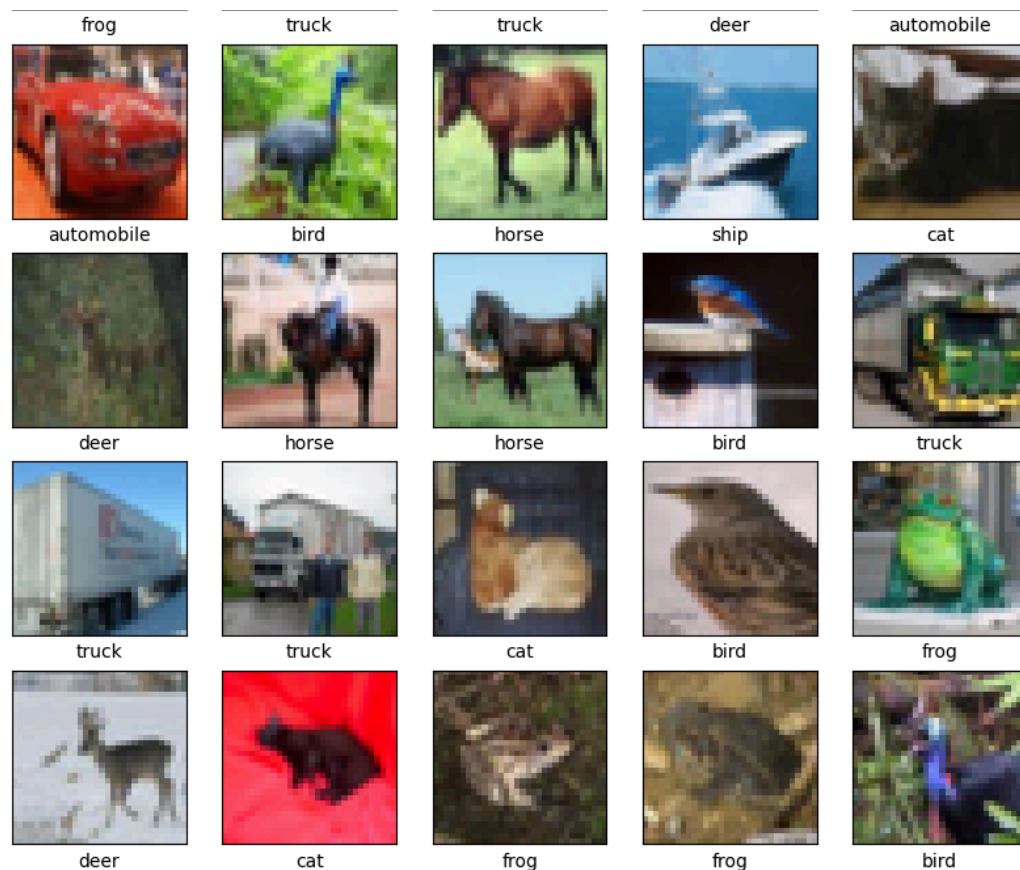 frog truck truck deer automobile
automobile bird horse ship cat
deer horse horse bird truck
truck truck cat bird frog
deer cat frog frog bird